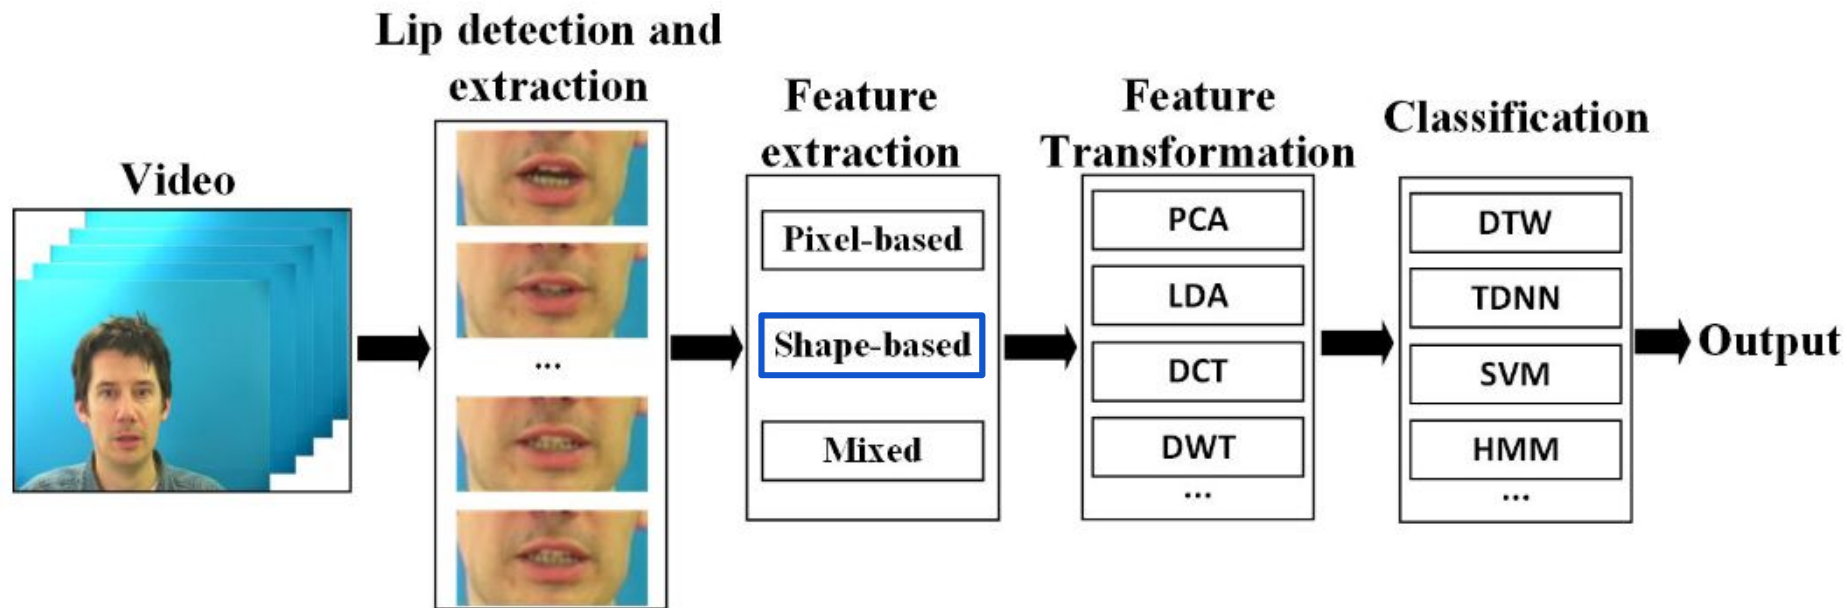 Video
Lip detection and
extraction
...
Feature
extraction
Pixel-based
Shape-based
Mixed
Feature
Transformation
PCA
LDA
DCT
DWT
...
Classification
DTW
TDNN
SVM
HMM
...
Output